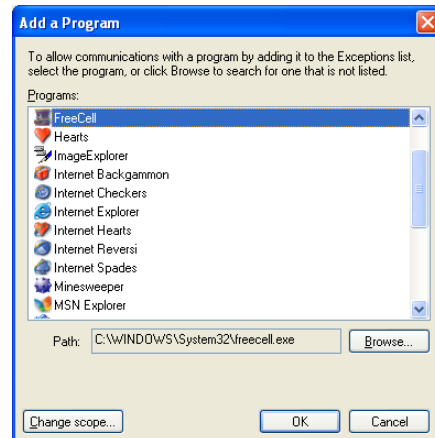 Add a Program
To allow communications with a program by adding it to the Exceptions list,
select the program, or click Browse to search for one that is not listed.
Programs:
FreeCell
Hearts
ImageExplorer
Internet Backgammon
Internet Checkers
Internet Explorer
Internet Hearts
Internet Reversi
Internet Spades
Minesweeper
MSN Explorer
Path: C:\WINDOWS\System32\freecell.exe Browse...
Change scope... OK Cancel